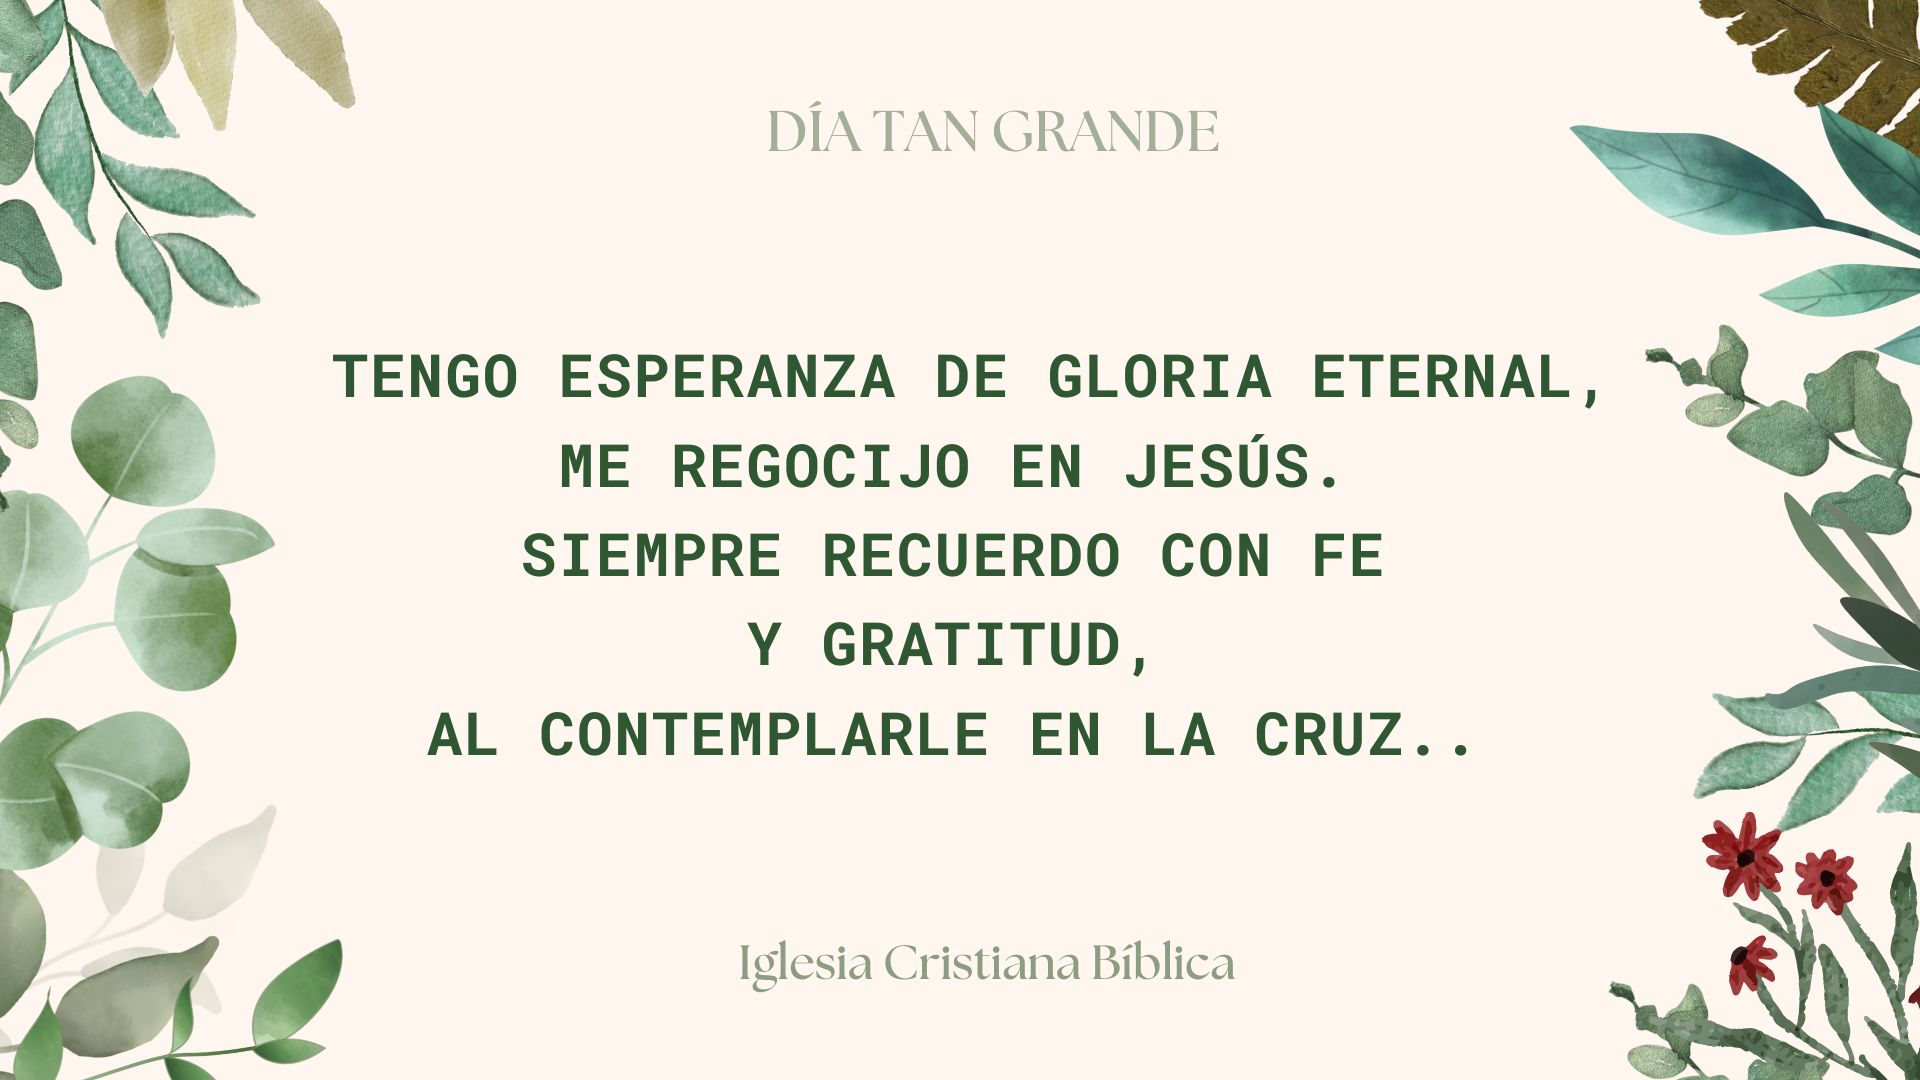 DÍA TAN GRANDE
TENGO ESPERANZA DE GLORIA ETERNAL,
ME REGOCIJO EN JESÚS.
SIEMPRE RECUERDO CON FE
Y GRATITUD,
AL CONTEMPLARLE EN LA CRUZ..
Iglesia Cristiana Bíblica